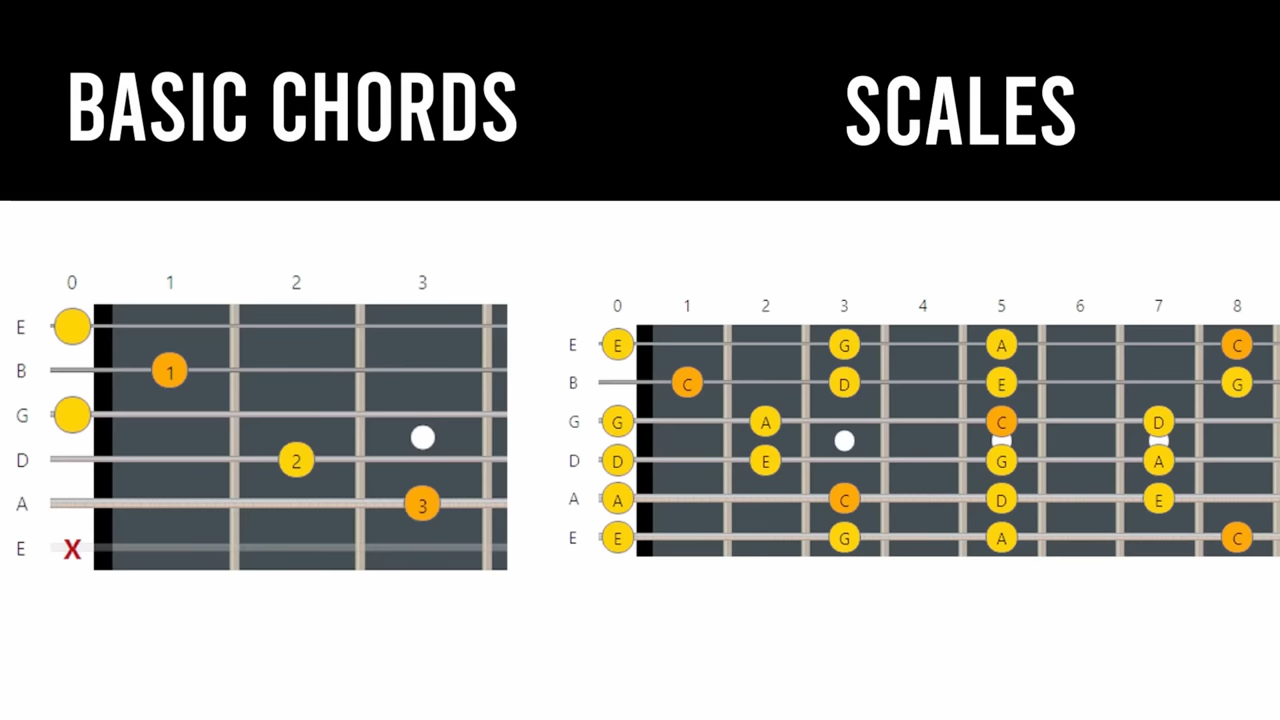 BASIC CHORDS
SCALES
0 1 2 3
E
B 1
G
D 2
A 3
E X
0 1 2 3 4 5 6 7 8
E E G A C
B C D E G
G G A C D
D D E G A
A A C D E
E E G A C